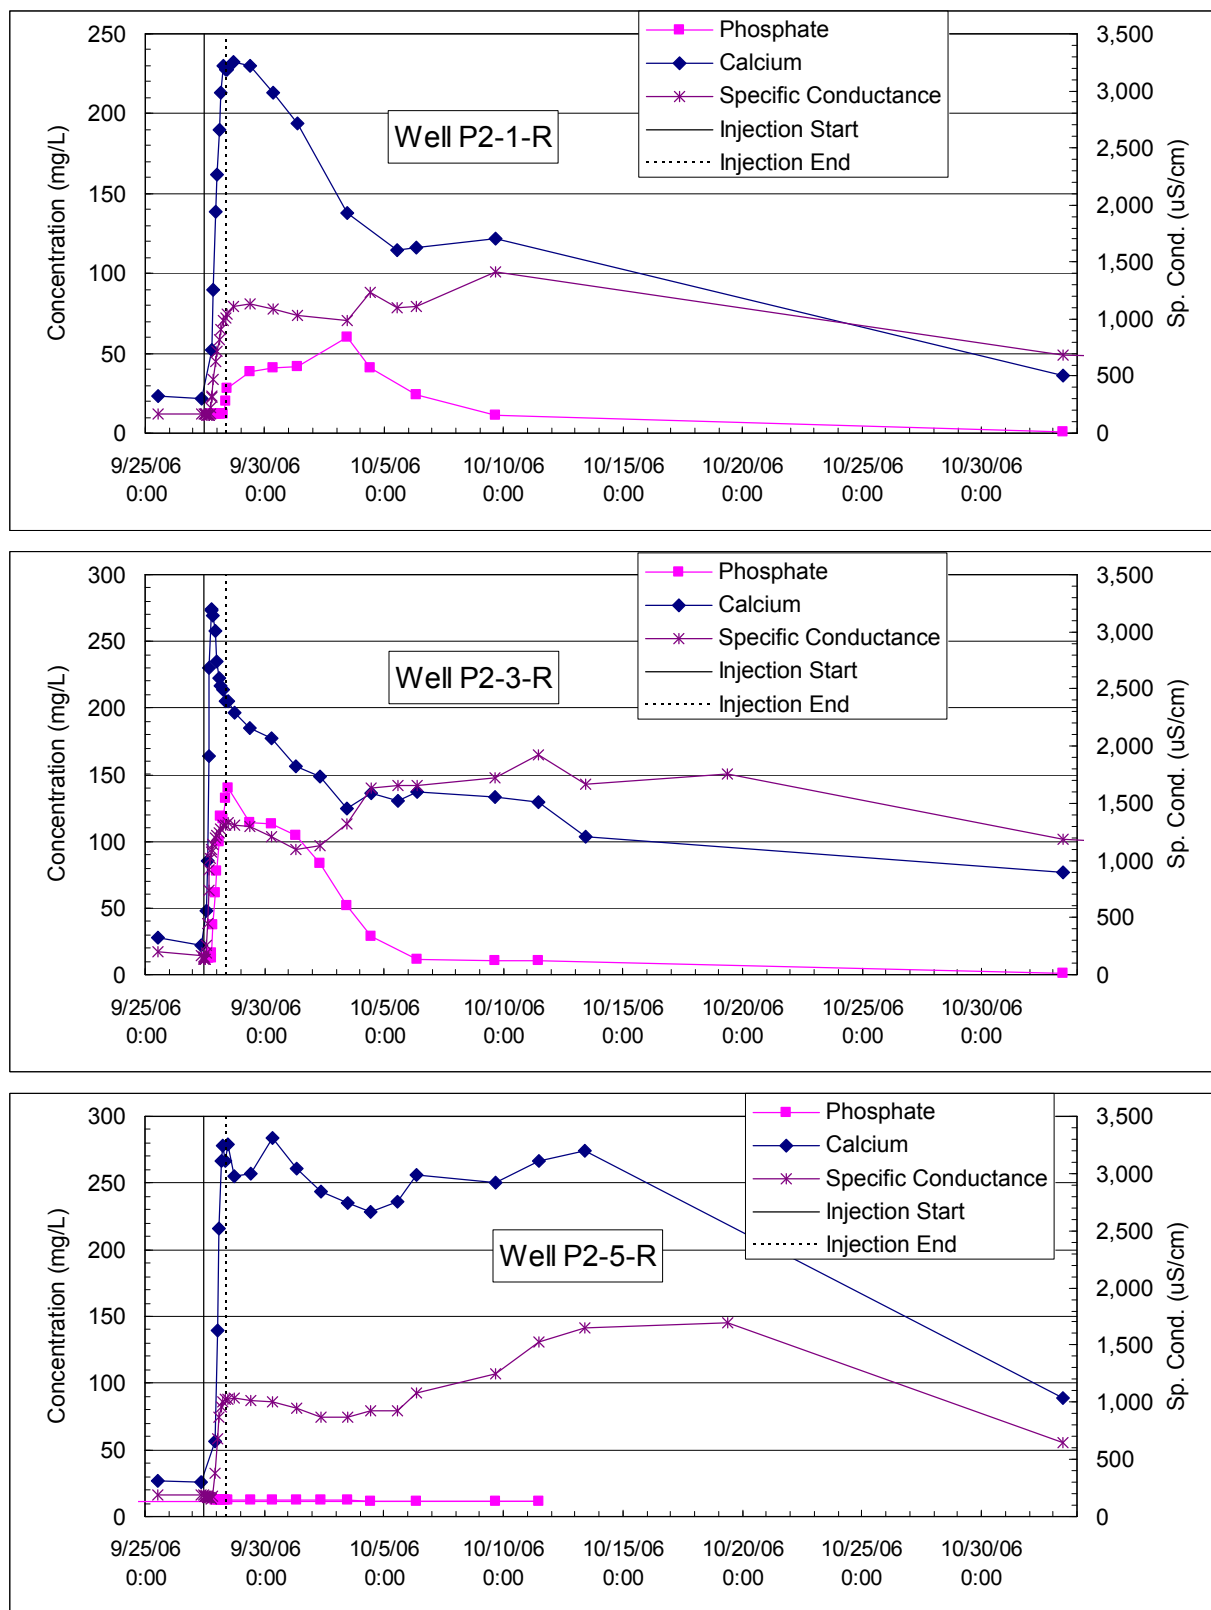 Phosphate
Calcium
Specific Conductance
Injection Start
Injection End
Well P2-1-R
Concentration (mg/L)
250
200
150
100
50
0
Sp. Cond. (uS/cm)
3,500
3,000
2,500
2,000
1,500
1,000
500
0
9/25/06 9/30/06 10/5/06 10/10/06 10/15/06 10/20/06 10/25/06 10/30/06
0:00 0:00 0:00 0:00 0:00 0:00 0:00 0:00
Phosphate
Calcium
Specific Conductance
Injection Start
Injection End
Well P2-3-R
Concentration (mg/L)
300
250
200
150
100
50
0
Sp. Cond. (uS/cm)
3,500
3,000
2,500
2,000
1,500
1,000
500
0
9/25/06 9/30/06 10/5/06 10/10/06 10/15/06 10/20/06 10/25/06 10/30/06
0:00 0:00 0:00 0:00 0:00 0:00 0:00 0:00
Phosphate
Calcium
Specific Conductance
Injection Start
Injection End
Well P2-5-R
Concentration (mg/L)
300
250
200
150
100
50
0
Sp. Cond. (uS/cm)
3,500
3,000
2,500
2,000
1,500
1,000
500
0
9/25/06 9/30/06 10/5/06 10/10/06 10/15/06 10/20/06 10/25/06 10/30/06
0:00 0:00 0:00 0:00 0:00 0:00 0:00 0:00